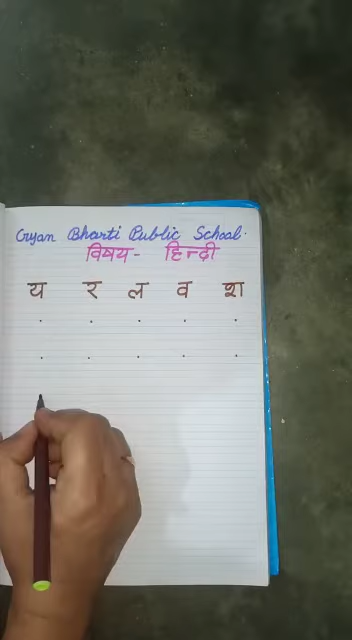 Gyan Bharti Public School.
विषय- हिन्दी
य र ल व श